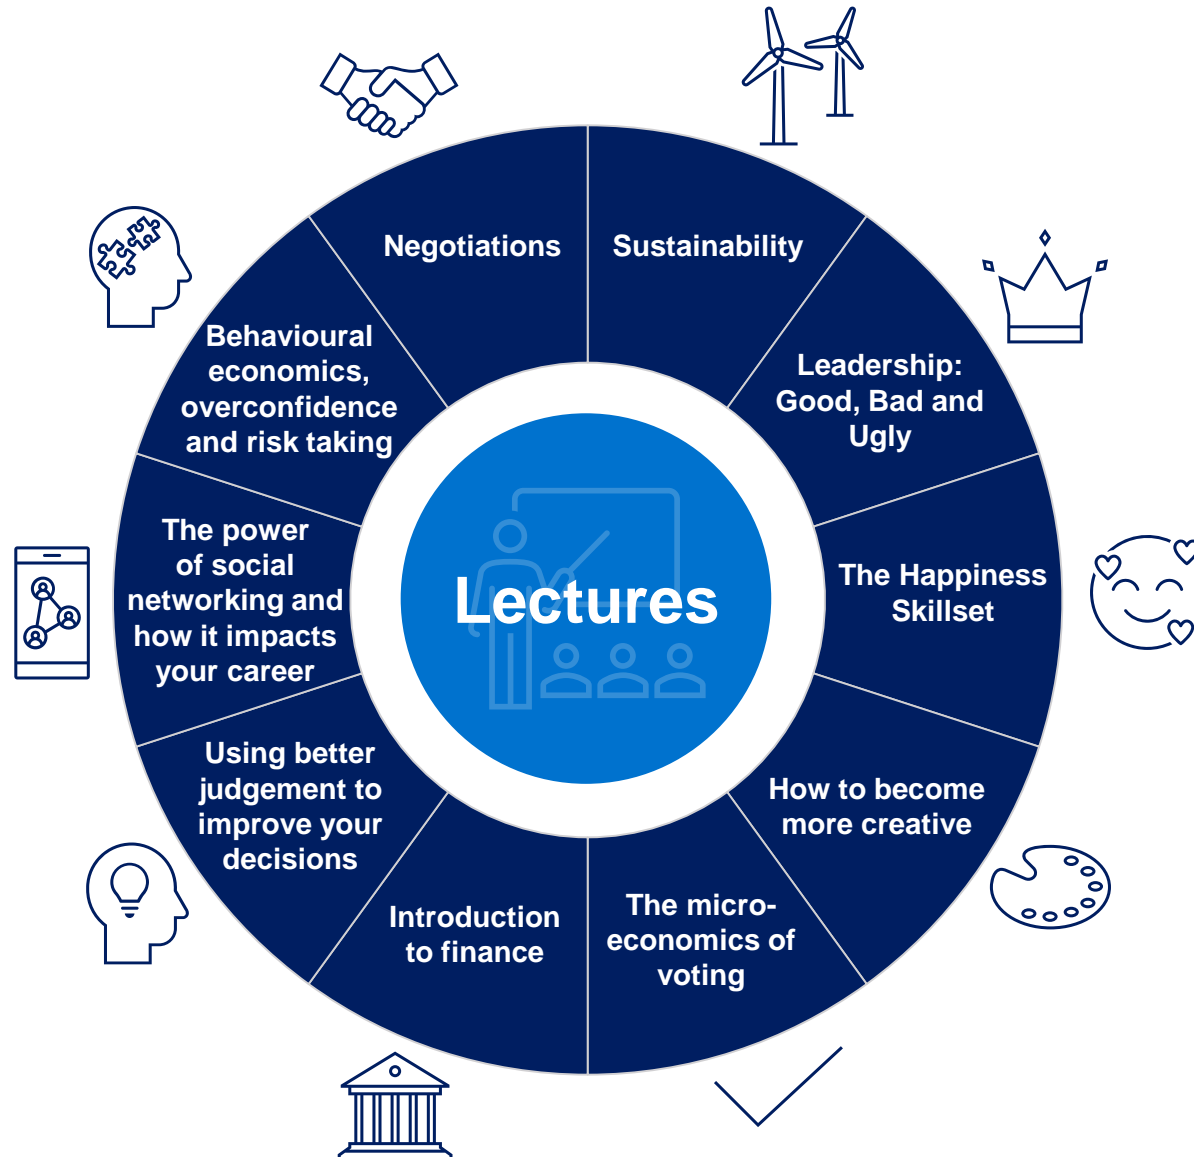 Negotiations
Sustainability
Leadership:
Good, Bad and
Ugly
The Happiness
Skillset
How to become
more creative
The micro-
economics of
voting
Introduction
to finance
Using better
judgement to
improve your
decisions
The power
of social
networking and
how it impacts
your career
Behavioural
economics,
overconfidence
and risk taking
Lectures